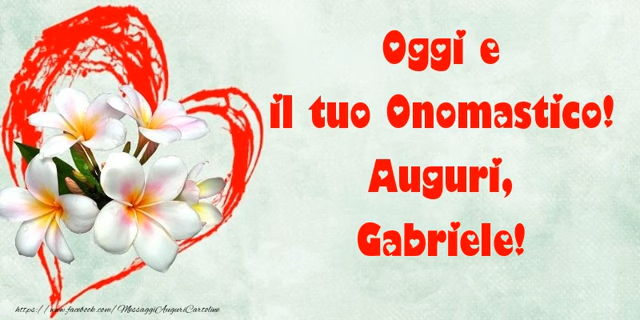 Oggi e
il tuo Onomastico!
Auguri,
Gabriele!
https://www.facebook.com/MessaggiAuguriCartoline